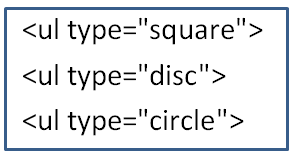 <ul type="square">
<ul type="disc">
<ul type="circle">